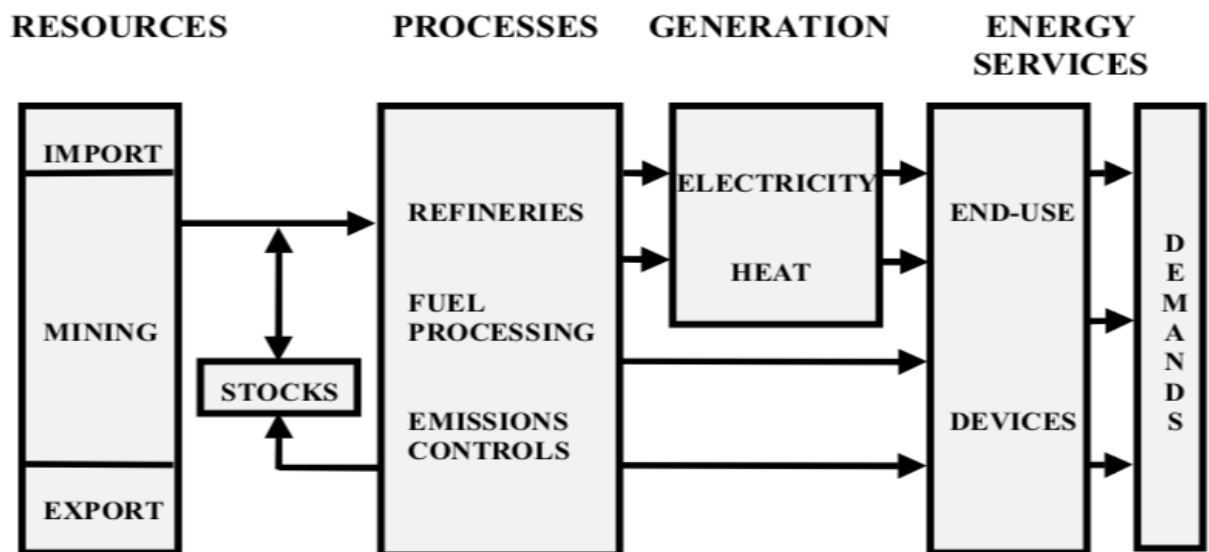 RESOURCES
PROCESSES
GENERATION
ENERGY
SERVICES
IMPORT
MINING
EXPORT
STOCKS
REFINERIES
FUEL
PROCESSING
EMISSIONS
CONTROLS
ELECTRICITY
HEAT
END-USE
DEVICES
D
E
M
A
N
D
S